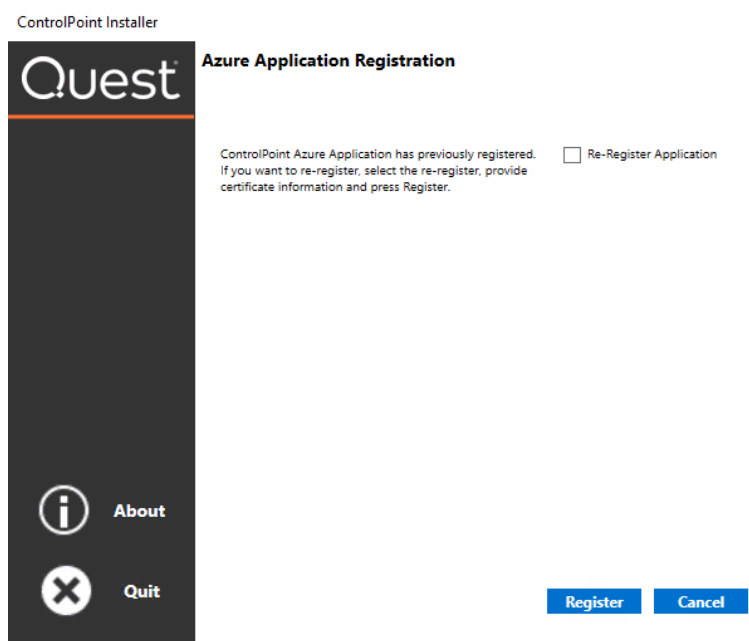 ControlPoint Installer
Quest
Azure Application Registration
ControlPoint Azure Application has previously registered.
If you want to re-register, select the re-register, provide
certificate information and press Register.
Re-Register Application
About
Quit
Register
Cancel